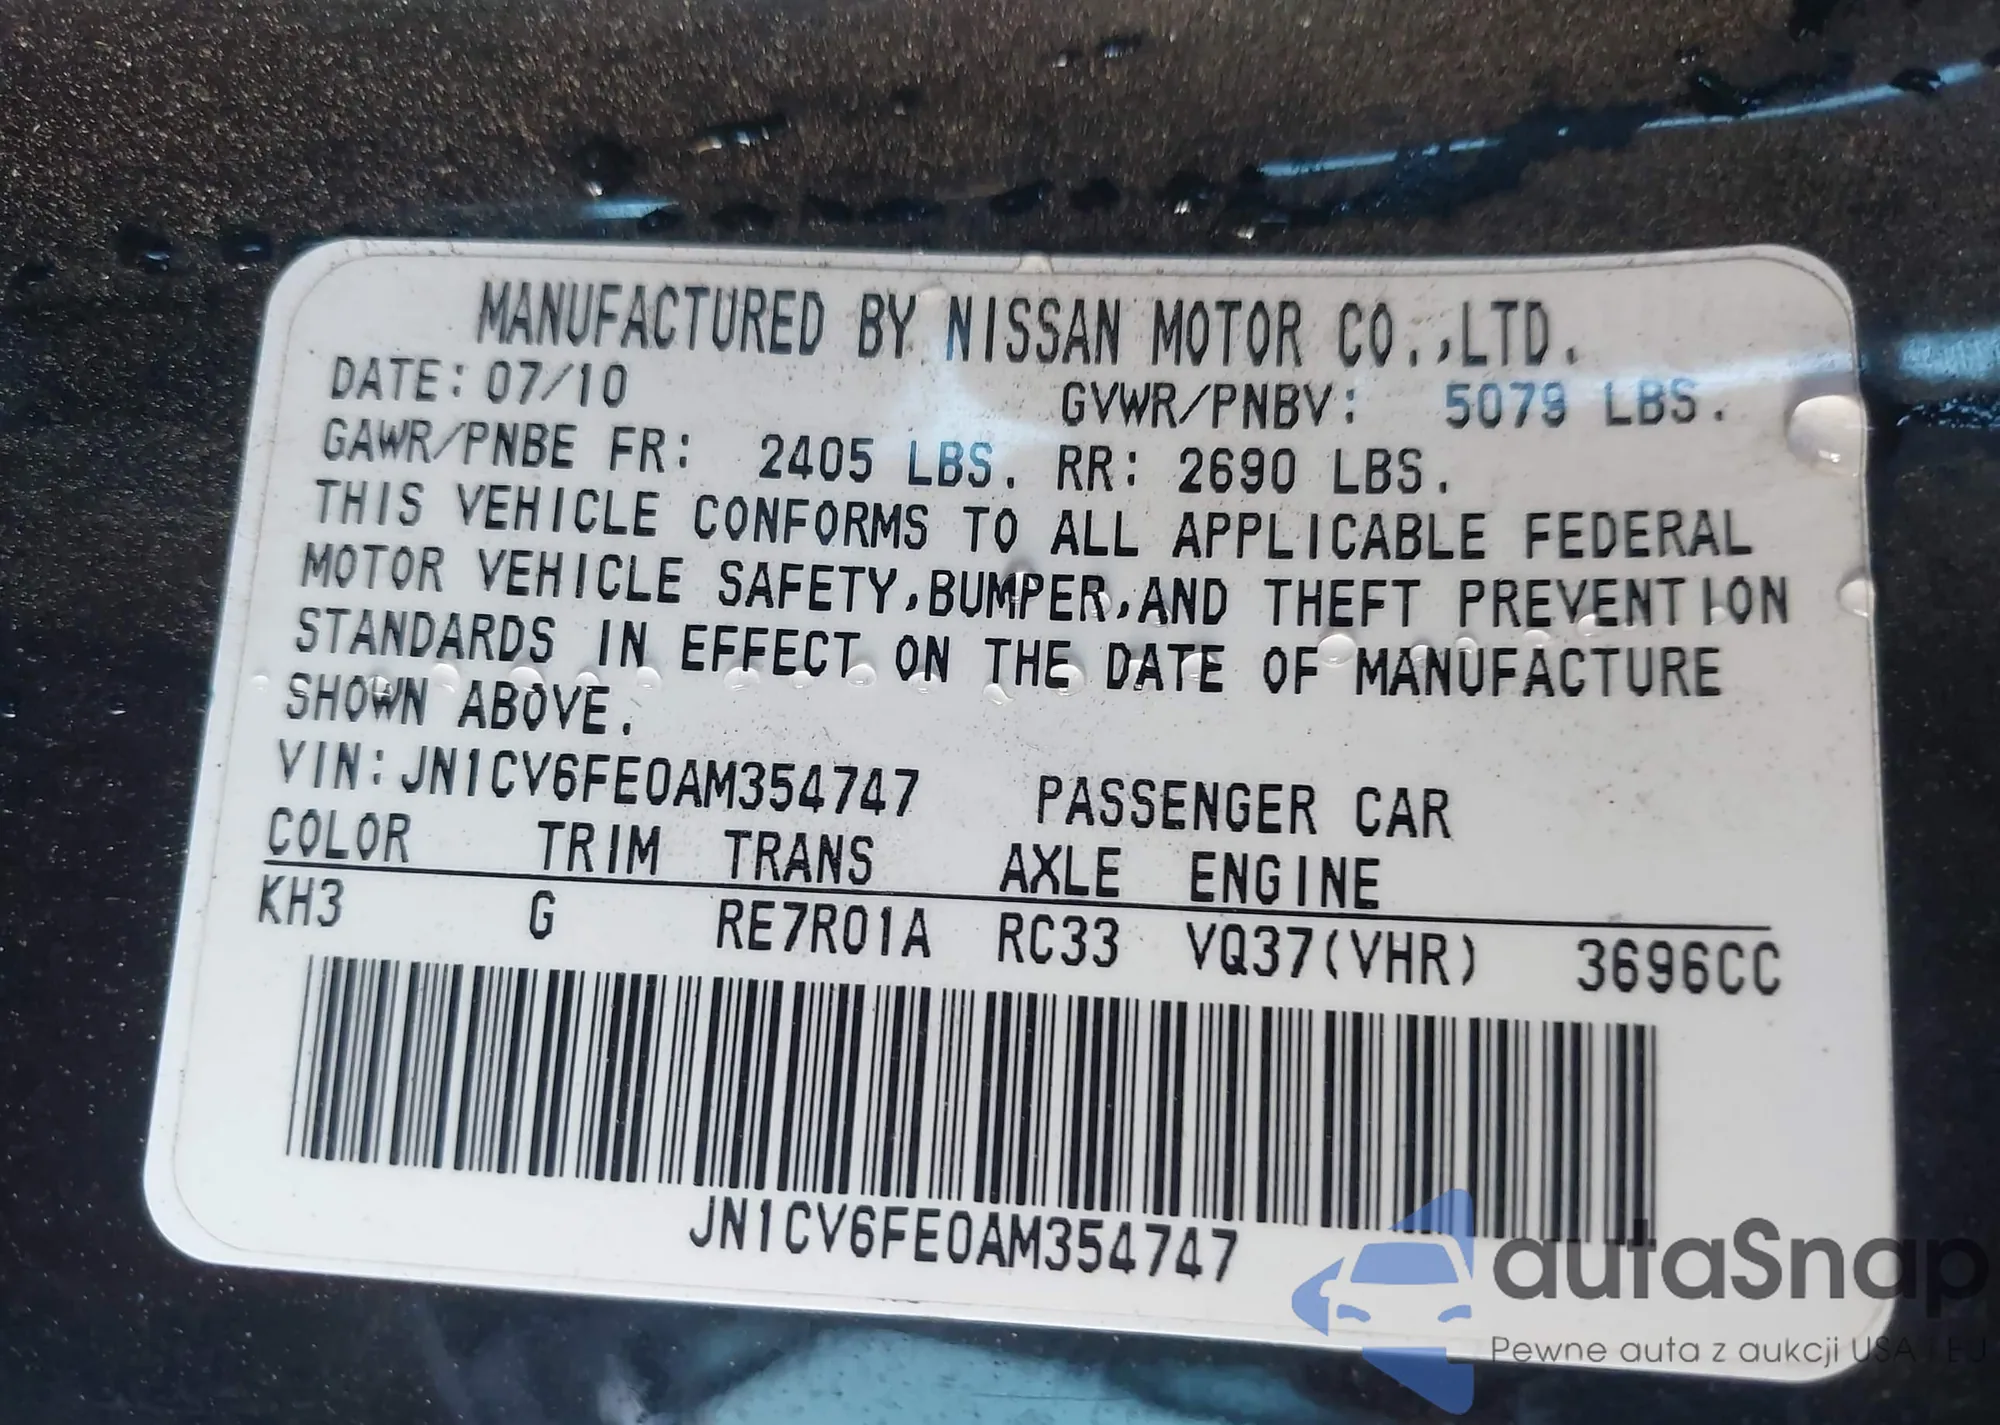 MANUFACTURED BY NISSAN MOTOR CO.,LTD.
DATE: 07/10 GVWR/PNBV: 5079 LBS.
GAWR/PNBE FR: 2405 LBS. RR: 2690 LBS.
THIS VEHICLE CONFORMS TO ALL APPLICABLE FEDERAL
MOTOR VEHICLE SAFETY,BUMPER,AND THEFT PREVENTION
STANDARDS IN EFFECT ON THE DATE OF MANUFACTURE
SHOWN ABOVE.
VIN:JN1CV6FE0AM354747 PASSENGER CAR
COLOR TRIM TRANS AXLE ENGINE
KH3 G RE7R01A RC33 VQ37(VHR) 3696CC
JN1CV6FE0AM354747
autaSnap
Pewne auta z aukcji USA i EU